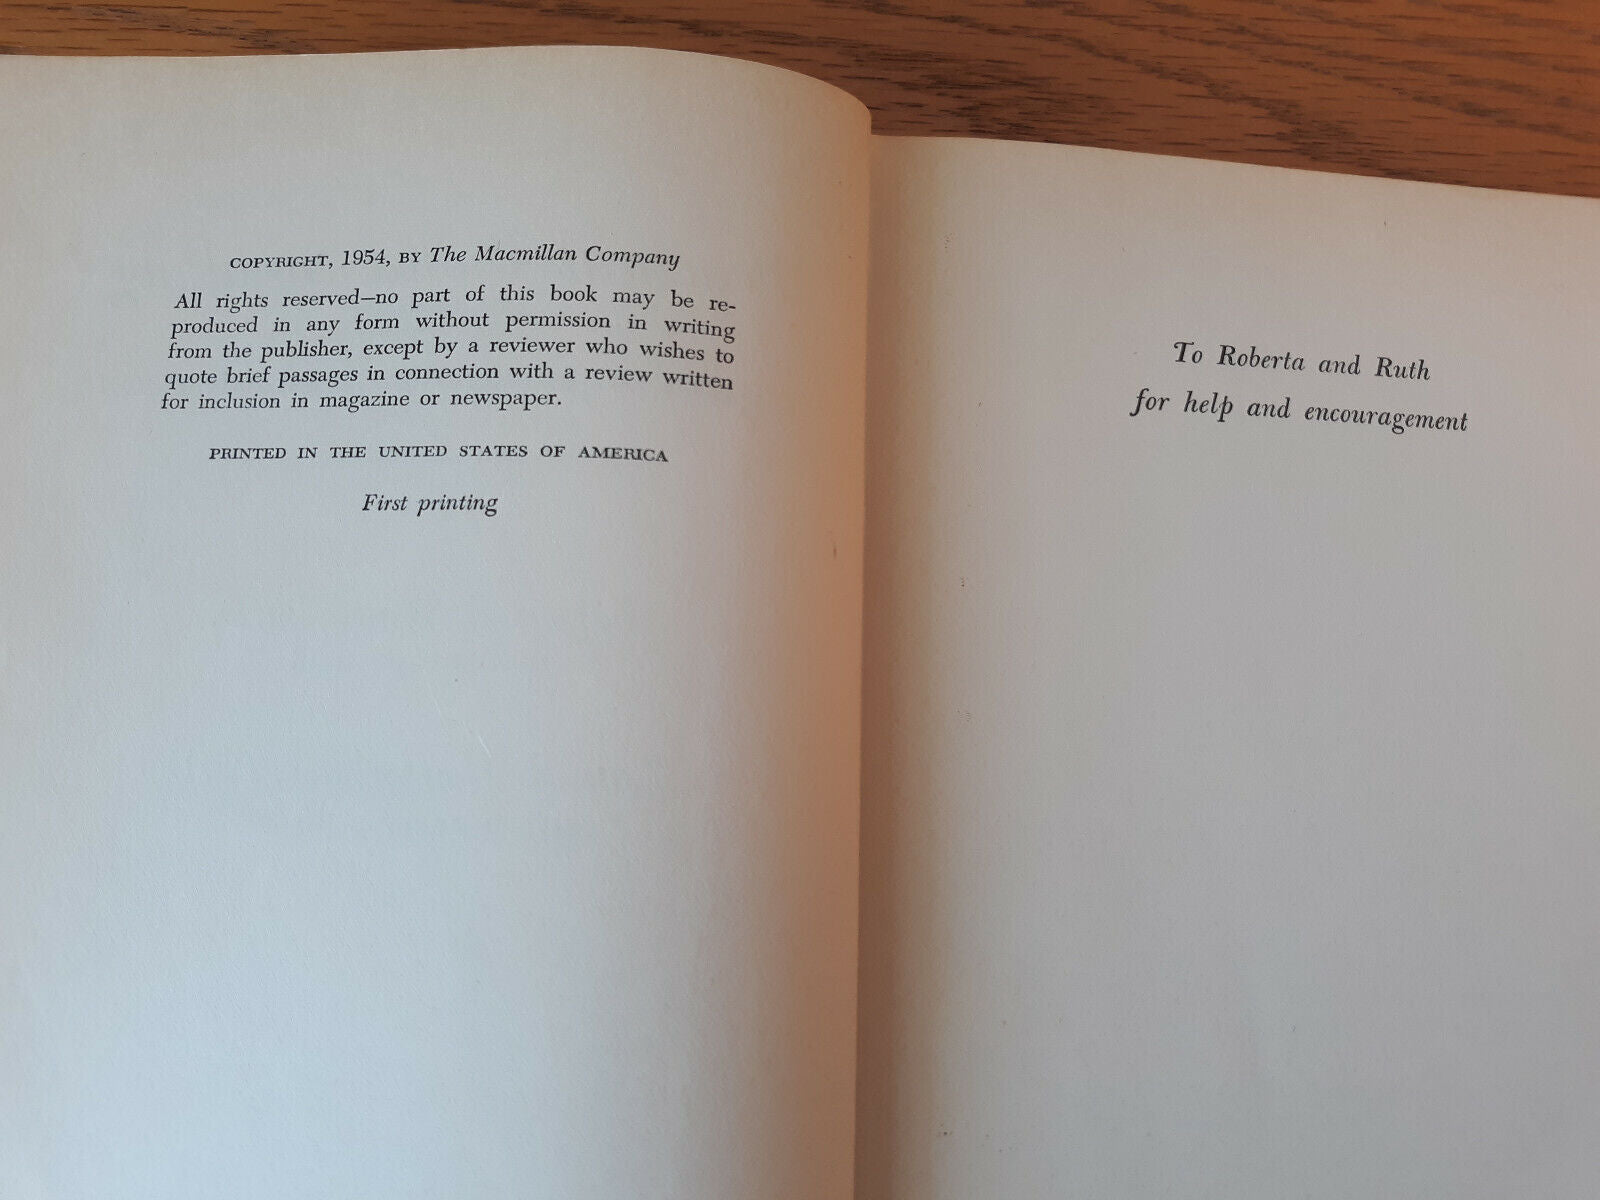 COPYRIGHT, 1954, BY The Macmillan Company
All rights reserved—no part of this book may be re-
produced in any form without permission in writing
from the publisher, except by a reviewer who wishes to
quote brief passages in connection with a review written
for inclusion in magazine or newspaper.
PRINTED IN THE UNITED STATES OF AMERICA
First printing
To Roberta and Ruth
for help and encouragement